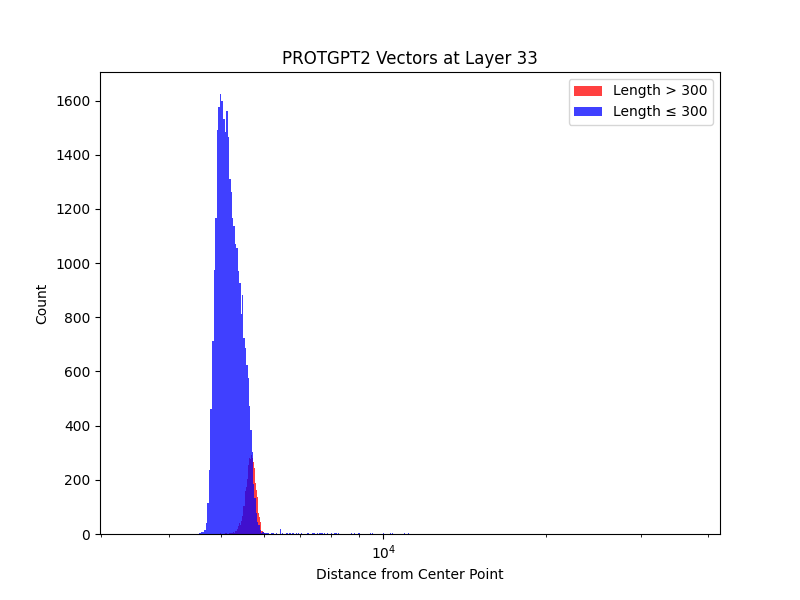 PROTGPT2 Vectors at Layer 33
Length > 300
Length ≤ 300
1600
1400
1200
1000
800
600
400
200
0
Count
10⁴
Distance from Center Point